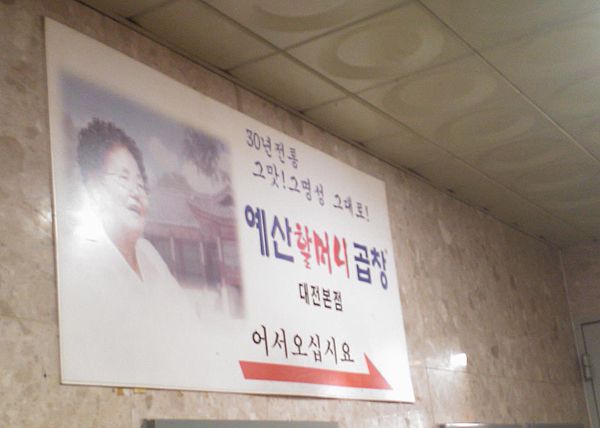 30년전통
그맛!그명성 그대로!
예산할머니 곱창
대전본점
어서오십시요